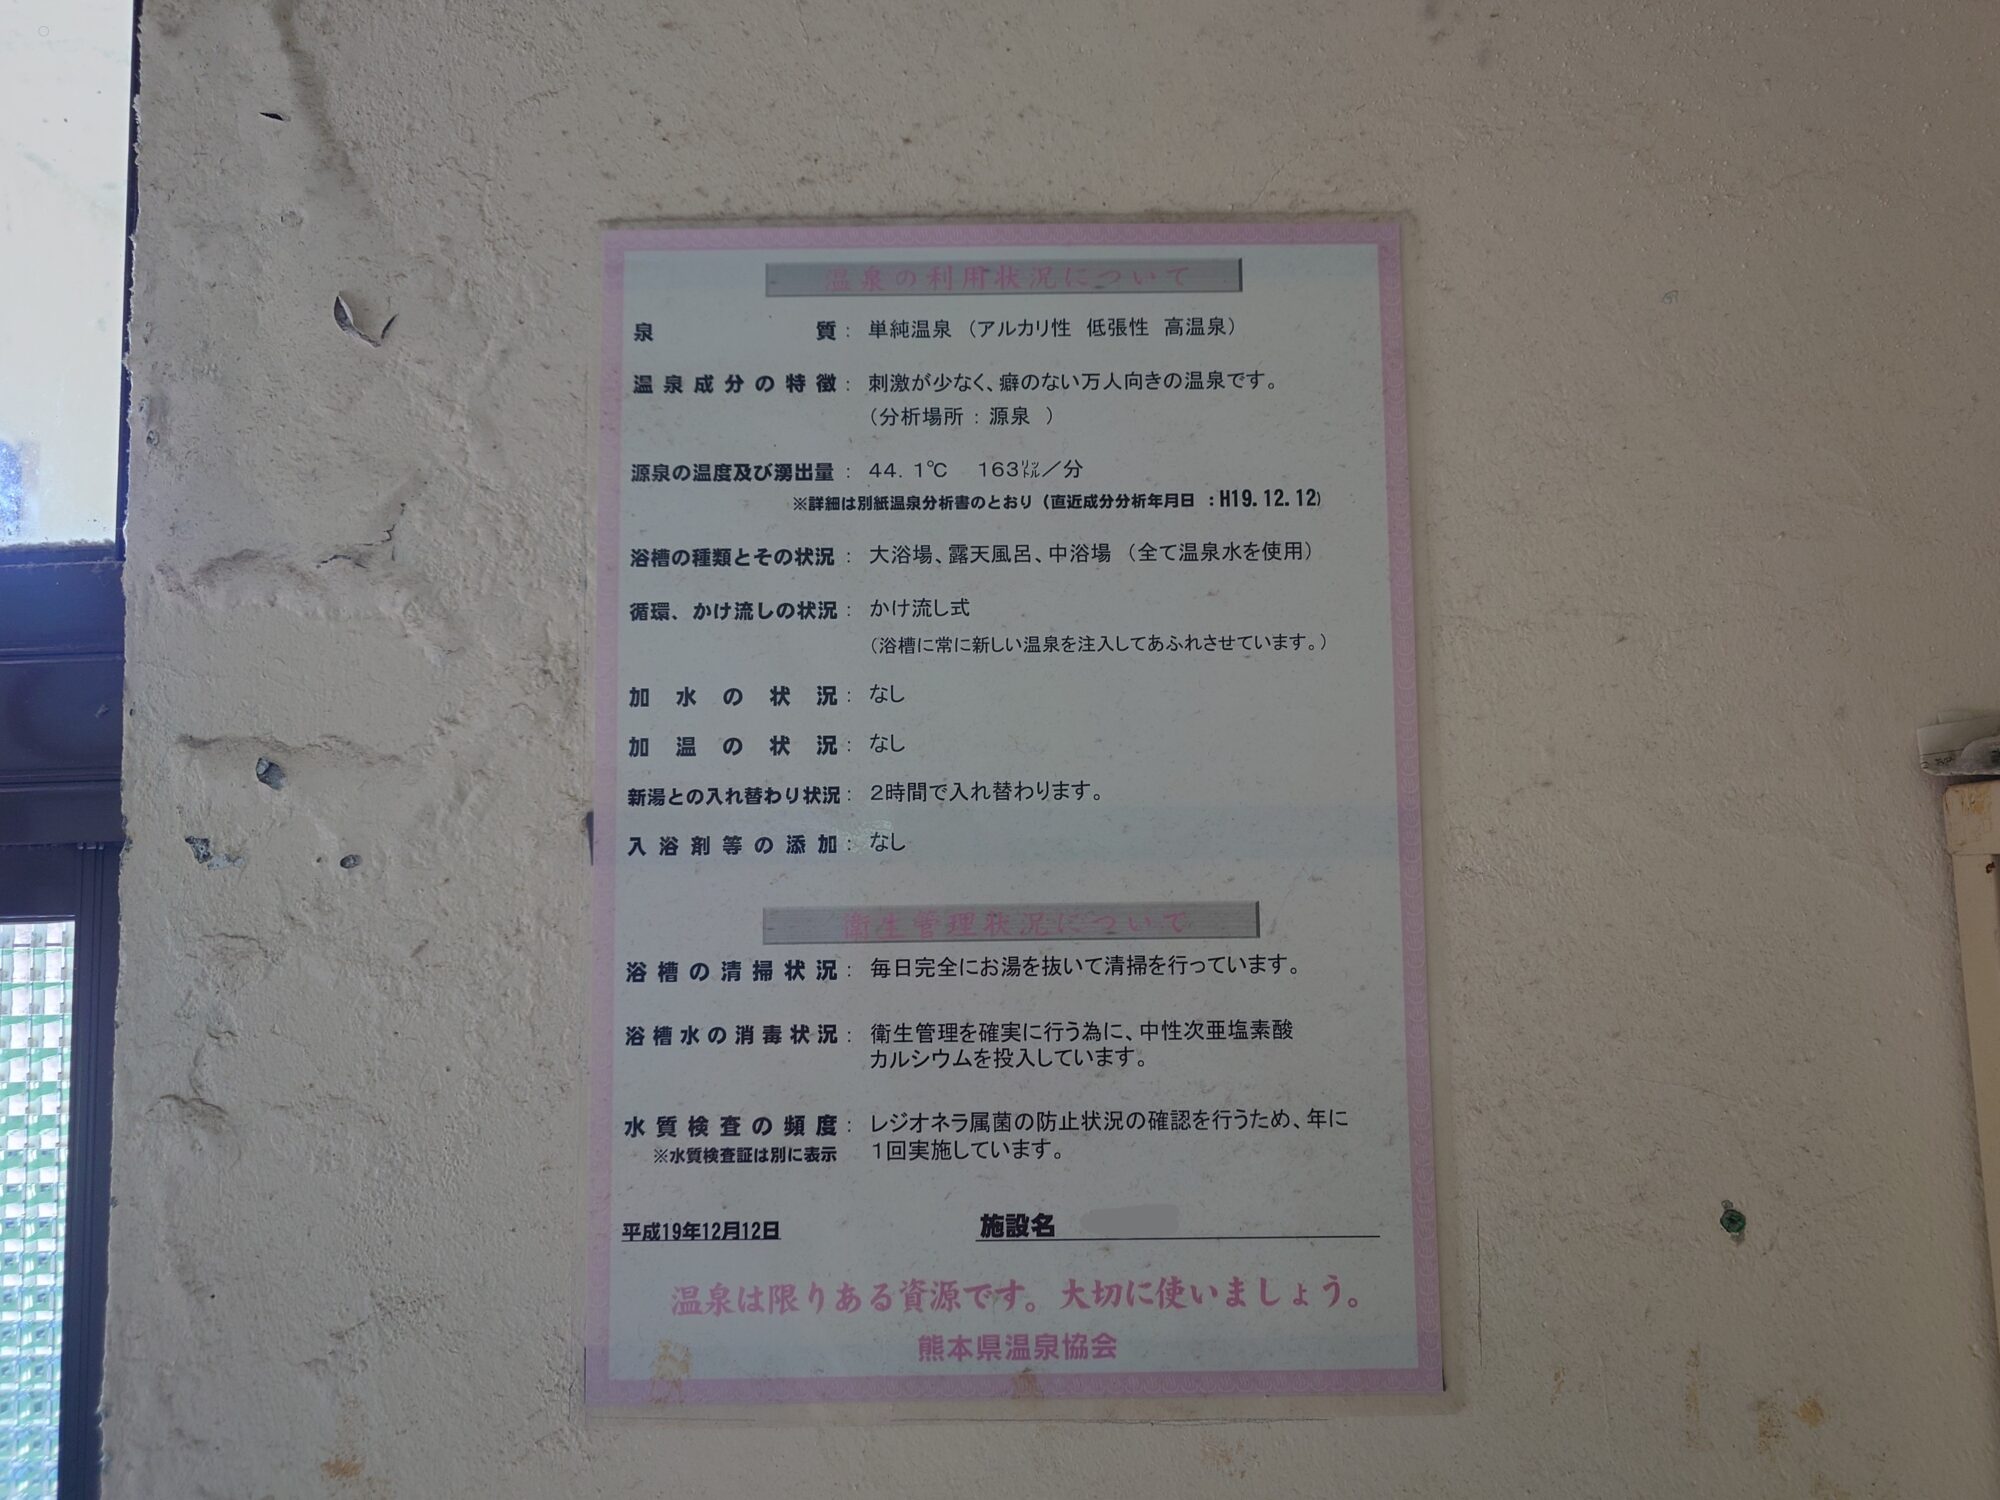 温泉の利用状況について
泉質： 単純温泉 （アルカリ性 低張性 高温泉）
温泉成分の特徴： 刺激が少なく、癖のない万人向きの温泉です。
（分析場所：源泉 ）
源泉の温度及び湧出量： 44.1℃ 163㍑／分
※詳細は別紙温泉分析書のとおり（直近成分分析年月日 ：H19.12.12）
浴槽の種類とその状況： 大浴場、露天風呂、中浴場 （全て温泉水を使用）
循環、かけ流しの状況： かけ流し式
（浴槽に常に新しい温泉を注入してあふれさせています。）
加水の状況： なし
加温の状況： なし
新湯との入れ替わり状況： ２時間で入れ替わります。
入浴剤等の添加： なし
衛生管理状況について
浴槽の清掃状況： 毎日完全にお湯を抜いて清掃を行っています。
浴槽水の消毒状況： 衛生管理を確実に行う為に、中性次亜塩素酸
カルシウムを投入しています。
水質検査の頻度： レジオネラ属菌の防止状況の確認を行うため、年に
※水質検査証は別に表示 １回実施しています。
平成19年12月12日 施設名
温泉は限りある資源です。大切に使いましょう。
熊本県温泉協会